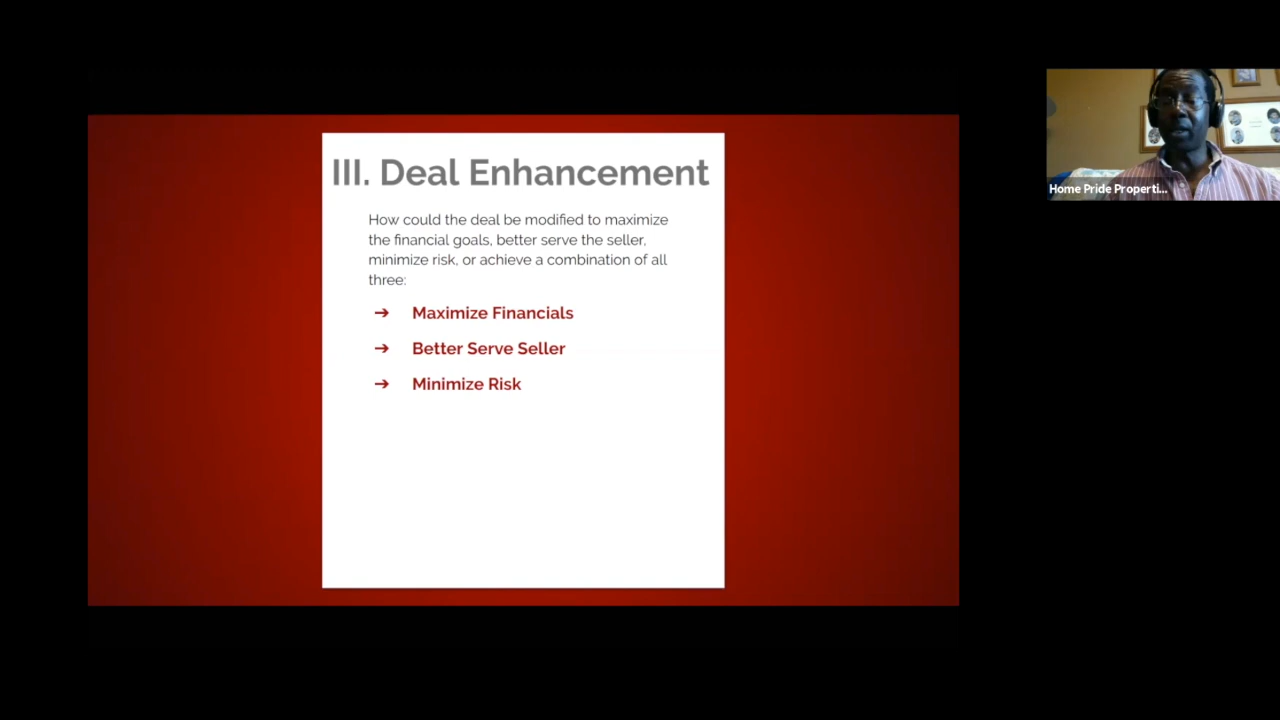 III. Deal Enhancement
How could the deal be modified to maximize
the financial goals, better serve the seller,
minimize risk, or achieve a combination of all
three:
➔ Maximize Financials
➔ Better Serve Seller
➔ Minimize Risk
Home Pride Properti...